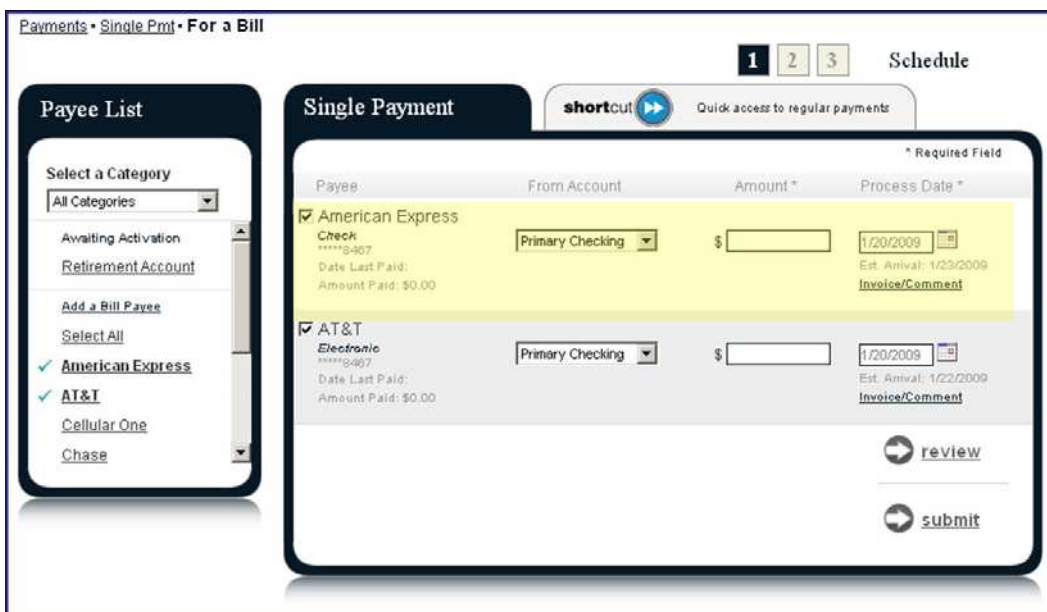 Payments • Single Pmt • For a Bill
1 2 3 Schedule
Payee List
Select a Category
All Categories
Awaiting Activation
Retirement Account
Add a Bill Payee
Select All
American Express
AT&T
Cellular One
Chase
Single Payment
shortcut Quick access to regular payments
* Required Field
Payee From Account Amount * Process Date *
American Express
Check
*****8467
Date Last Paid:
Amount Paid: $0.00
Primary Checking
$
1/20/2009
Est. Arrival: 1/23/2009
Invoice/Comment
AT&T
Electronic
*****8467
Date Last Paid:
Amount Paid: $0.00
Primary Checking
$
1/20/2009
Est. Arrival: 1/22/2009
Invoice/Comment
review
submit